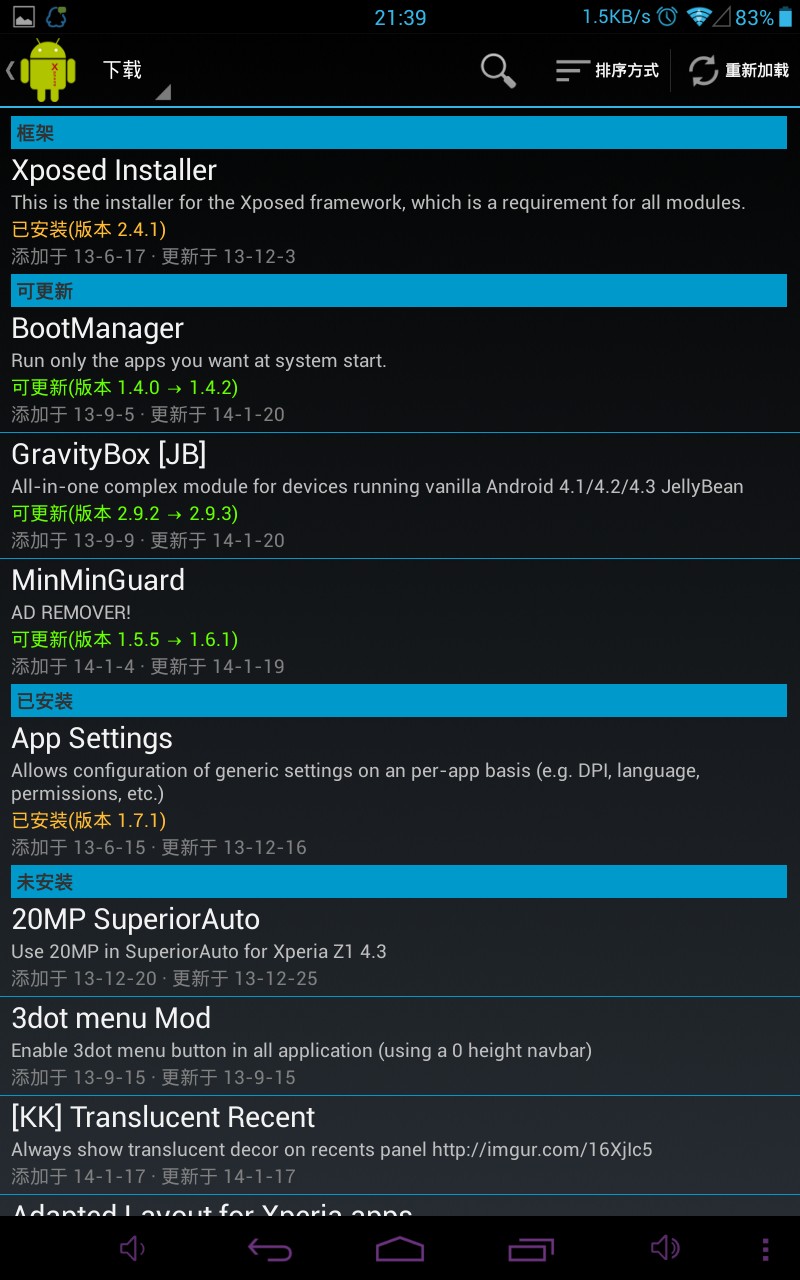 21:39
1.5KB/s
83%
下载
排序方式
重新加载
框架
Xposed Installer
This is the installer for the Xposed framework, which is a requirement for all modules.
已安装(版本 2.4.1)
添加于 13-6-17 · 更新于 13-12-3
可更新
BootManager
Run only the apps you want at system start.
可更新(版本 1.4.0 → 1.4.2)
添加于 13-9-5 · 更新于 14-1-20
GravityBox [JB]
All-in-one complex module for devices running vanilla Android 4.1/4.2/4.3 JellyBean
可更新(版本 2.9.2 → 2.9.3)
添加于 13-9-9 · 更新于 14-1-20
MinMinGuard
AD REMOVER!
可更新(版本 1.5.5 → 1.6.1)
添加于 14-1-4 · 更新于 14-1-19
已安装
App Settings
Allows configuration of generic settings on an per-app basis (e.g. DPI, language,
permissions, etc.)
已安装(版本 1.7.1)
添加于 13-6-15 · 更新于 13-12-16
未安装
20MP SuperiorAuto
Use 20MP in SuperiorAuto for Xperia Z1 4.3
添加于 13-12-20 · 更新于 13-12-25
3dot menu Mod
Enable 3dot menu button in all application (using a 0 height navbar)
添加于 13-9-15 · 更新于 13-9-15
[KK] Translucent Recent
Always show translucent decor on recents panel http://imgur.com/16XjIc5
添加于 14-1-17 · 更新于 14-1-17
Adapted Layout for Xperia apps